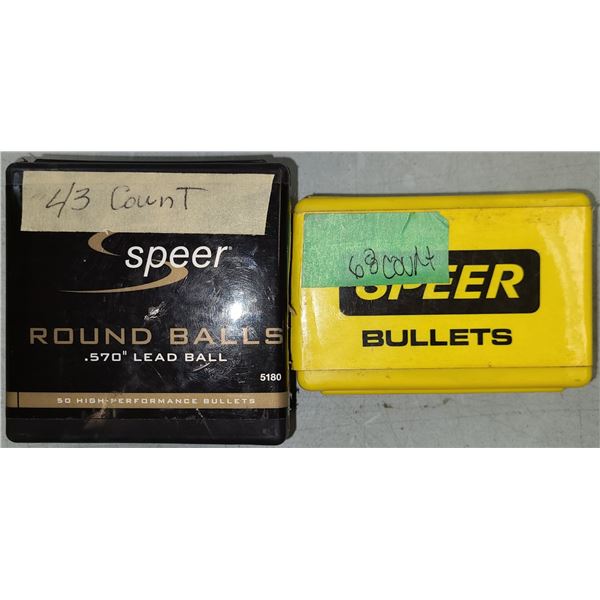 43 Count
speer
ROUND BALLS
.570" LEAD BALL
5180
50 HIGH-PERFORMANCE BULLETS
68 count
SPEER
BULLETS